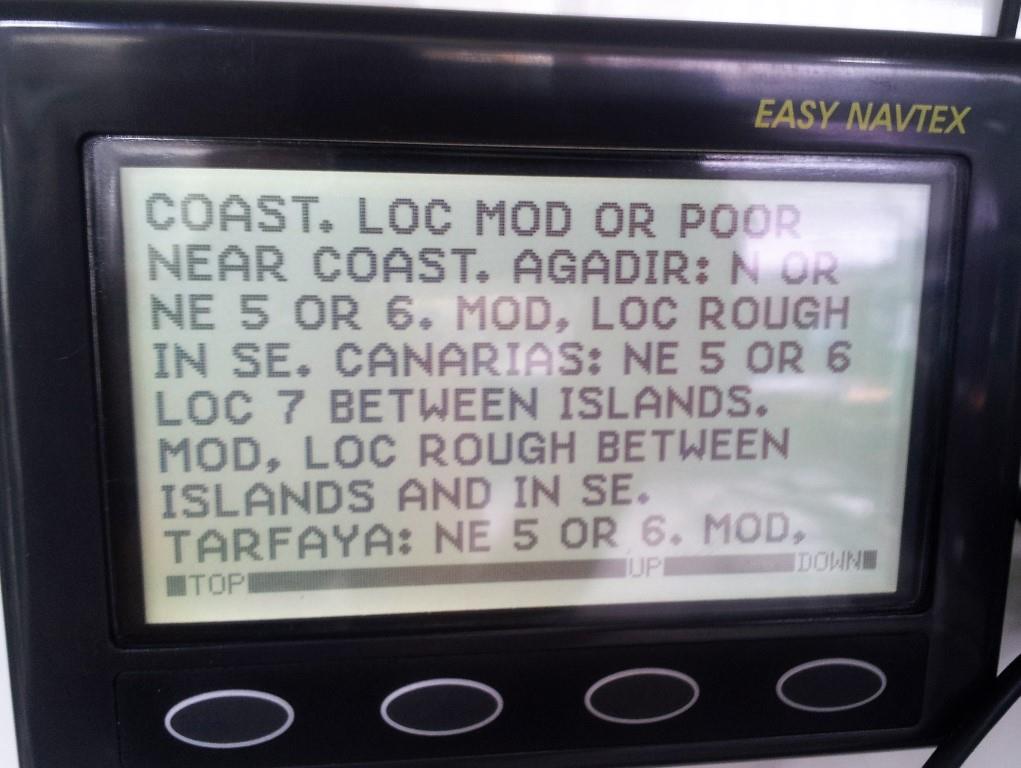 EASY NAVTEX
COAST. LOC MOD OR POOR
NEAR COAST. AGADIR: N OR
NE 5 OR 6. MOD, LOC ROUGH
IN SE. CANARIAS: NE 5 OR 6
LOC 7 BETWEEN ISLANDS.
MOD, LOC ROUGH BETWEEN
ISLANDS AND IN SE.
TARFAYA: NE 5 OR 6. MOD,
TOP UP DOWN